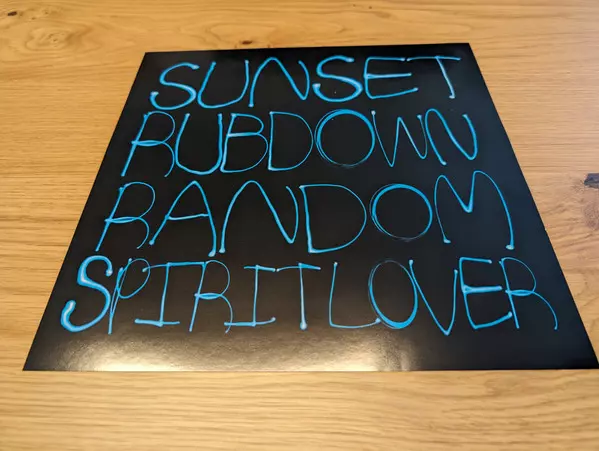 SUNSET
RUBDOWN
RANDOM
SPIRITLOVER